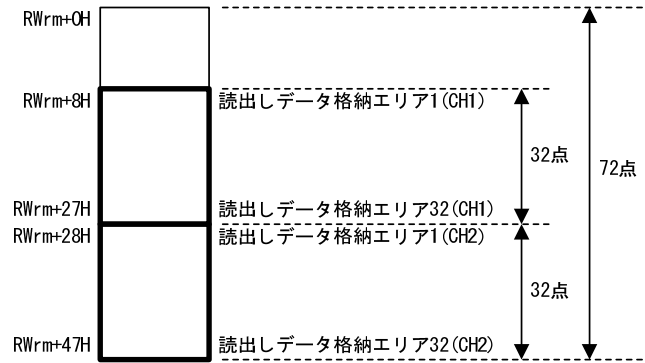 RWrm+0H
RWrm+8H 読出しデータ格納エリア1(CH1)
32点
72点
RWrm+27H 読出しデータ格納エリア32(CH1)
RWrm+28H 読出しデータ格納エリア1(CH2)
32点
RWrm+47H 読出しデータ格納エリア32(CH2)